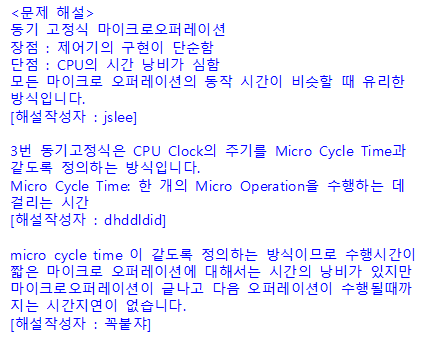 <문제 해설>
동기 고정식 마이크로오퍼레이션
장점 : 제어기의 구현이 단순함
단점 : CPU의 시간 낭비가 심함
모든 마이크로 오퍼레이션의 동작 시간이 비슷할 때 유리한
방식입니다.
[해설작성자 : jslee]
3번 동기고정식은 CPU Clock의 주기를 Micro Cycle Time과
같도록 정의하는 방식입니다.
Micro Cycle Time: 한 개의 Micro Operation을 수행하는 데
걸리는 시간
[해설작성자 : dhddldid]
micro cycle time 이 같도록 정의하는 방식이므로 수행시간이
짧은 마이크로 오퍼레이션에 대해서는 시간의 낭비가 있지만
마이크로오퍼레이션이 긑나고 다음 오퍼레이션이 수행될때까
지는 시간지연이 없습니다.
[해설작성자 : 꼭붙쟈]